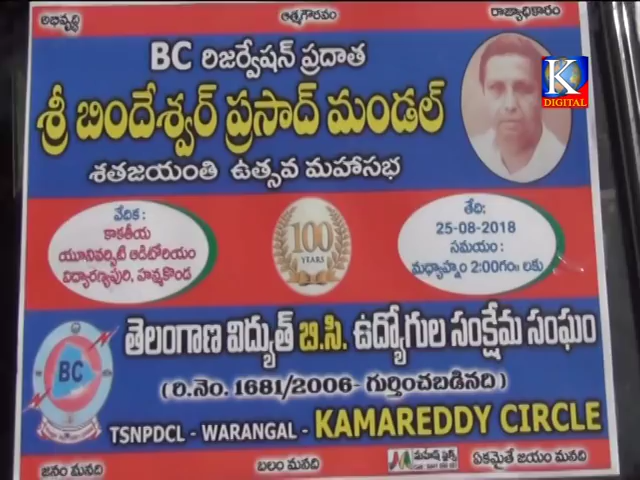 అభివృద్ధి ఆత్మగౌరవం రాజ్యాధికారం
BC రిజర్వేషన్ ప్రదాత
శ్రీ బిందేశ్వర్ ప్రసాద్ మండల్
శతజయంతి ఉత్సవ మహాసభ
K
DIGITAL
వేదిక :
కాకతీయ
యూనివర్సిటి ఆడిటోరియం
విద్యారణ్యపురి, హన్మకొండ
100
YEARS
తేది:
25-08-2018
సమయం:
మధ్యాహ్నం 2:00గం॥ లకు
తెలంగాణ విద్యుత్ బి.సి. ఉద్యోగుల సంక్షేమ సంఘం
(రి.నెం. 1681/2006- గుర్తించబడినది)
BC
TSNPDCL - WARANGAL - KAMAREDDY CIRCLE
జనం మనది బలం మనది ఏకమైతే జయం మనది